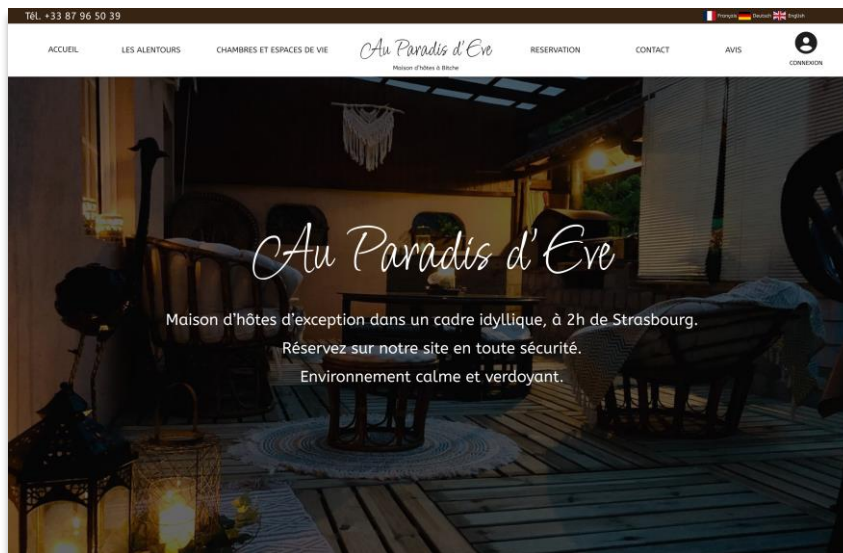 Tél. +33 87 96 50 39
Français Deutsch English
ACCUEIL LES ALENTOURS CHAMBRES ET ESPACES DE VIE Au Paradis d'Eve RESERVATION CONTACT AVIS
Maison d'hôtes à Bitche
CONNEXION
Au Paradis d'Eve
Maison d'hôtes d'exception dans un cadre idyllique, à 2h de Strasbourg.
Réservez sur notre site en toute sécurité.
Environnement calme et verdoyant.